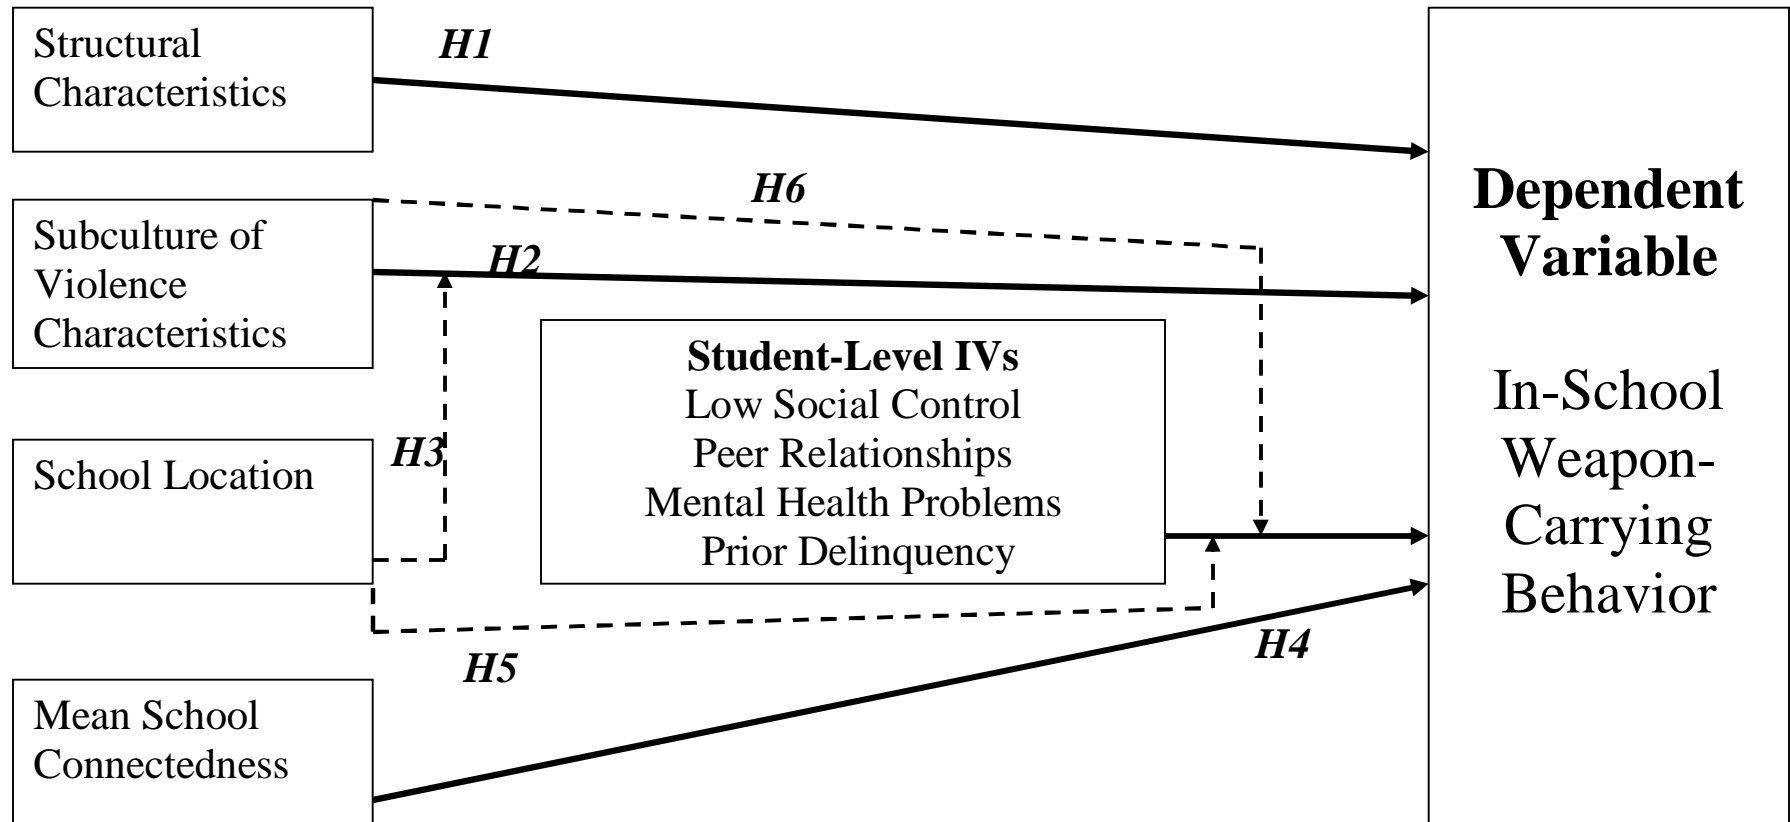 Structural
Characteristics
H1
H6
Subculture of
Violence
Characteristics
H2
Student-Level IVs
Low Social Control
Peer Relationships
Mental Health Problems
Prior Delinquency
School Location
H3
H5
H4
Mean School
Connectedness
Dependent
Variable
In-School
Weapon-
Carrying
Behavior